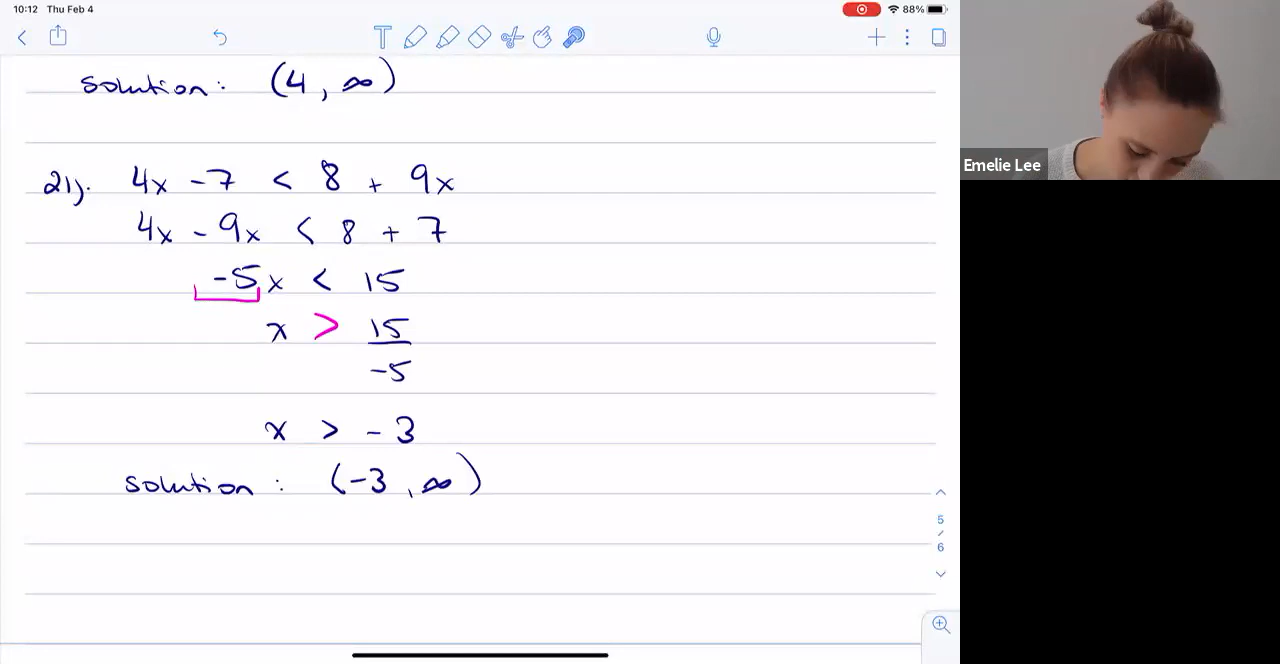 10:12 Thu Feb 4
88%
solution: (4, ∞)
21). 4x - 7 < 8 + 9x
4x - 9x < 8 + 7
-5x < 15
x > 15
-5
x > -3
solution: (-3, ∞)
5
/
6
Emelie Lee